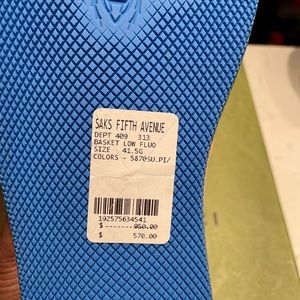 SAKS FIFTH AVENUE
DEPT 409 313
BASKET LOW FLUO
SIZE 41.5G
COLORS - 5870SU.PI/
192575634541
$ -------- 950.00
$ 570.00